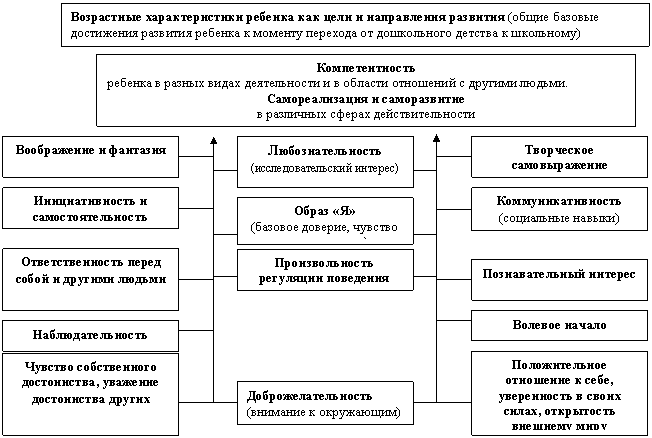 Возрастные характеристики ребенка как цели и направления развития (общие базовые
достижения развития ребенка к моменту перехода от дошкольного детства к школьному)
Компетентность
ребенка в разных видах деятельности и в области отношений с другими людьми.
Самореализация и саморазвитие
в различных сферах действительности
Воображение и фантазия
Любознательность
(исследовательский интерес)
Творческое
самовыражение
Инициативность и
самостоятельность
Образ «Я»
(базовое доверие, чувство
Коммуникативность
(социальные навыки)
Ответственность перед
собой и другими людьми
Произвольность
регуляции поведения
Познавательный интерес
Наблюдательность
Волевое начало
Чувство собственного
достоинства, уважение
достоинства других
Доброжелательность
(внимание к окружающим)
Положительное
отношение к себе,
уверенность в своих
силах, открытость
внешнему миру